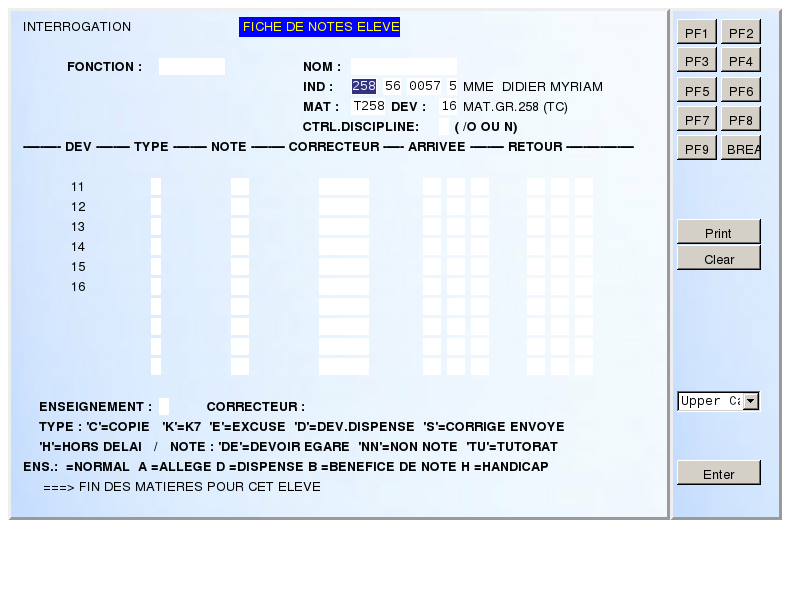 INTERROGATION FICHE DE NOTES ELEVE
FONCTION : NOM :
IND : 258 56 0057 5 MME DIDIER MYRIAM
MAT : T258 DEV : 16 MAT.GR.258 (TC)
CTRL.DISCIPLINE: ( /O OU N)
——— DEV ——— TYPE ——— NOTE ——— CORRECTEUR —— ARRIVEE ——— RETOUR ——————
11
12
13
14
15
16
ENSEIGNEMENT : CORRECTEUR :
TYPE : 'C'=COPIE 'K'=K7 'E'=EXCUSE 'D'=DEV.DISPENSE 'S'=CORRIGE ENVOYE
'H'=HORS DELAI / NOTE : 'DE'=DEVOIR EGARE 'NN'=NON NOTE 'TU'=TUTORAT
ENS.: =NORMAL A =ALLEGE D =DISPENSE B =BENEFICE DE NOTE H =HANDICAP
===> FIN DES MATIERES POUR CET ELEVE
PF1 PF2
PF3 PF4
PF5 PF6
PF7 PF8
PF9 BREA
Print
Clear
Upper Ca
Enter